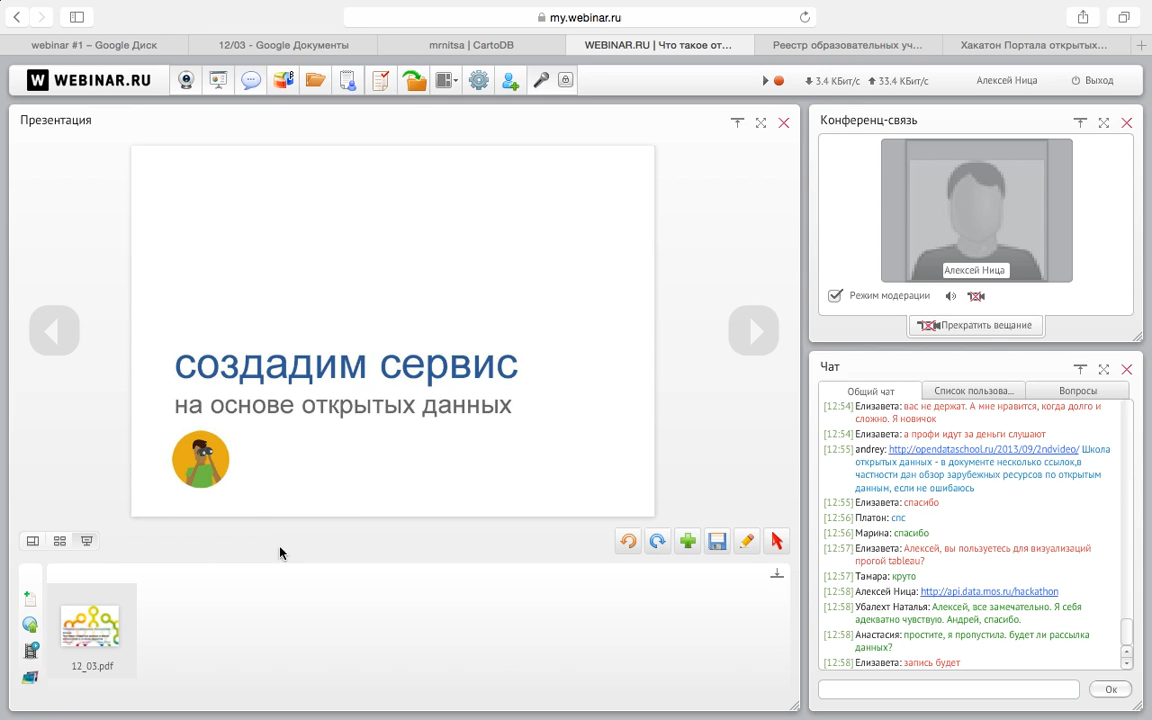 my.webinar.ru
webinar #1 – Google Диск
12/03 - Google Документы
mrnitsa | CartoDB
WEBINAR.RU | Что такое от...
Реестр образовательных уч...
Хакатон Портала открытых...
W WEBINAR.RU
3.4 КБит/с
33.4 КБит/с
Алексей Ница
Выход
Презентация
создадим сервис
на основе открытых данных
12_03.pdf
Конференц-связь
Алексей Ница
Режим модерации
Прекратить вещание
Чат
Общий чат
Список пользова...
Вопросы
[12:54] Елизавета: вас не держат. А мне нравится, когда долго и
сложно. Я новичок
[12:54] Елизавета: а профи идут за деньги слушают
[12:55] andrey: http://opendataschool.ru/2013/09/2ndvideo/ Школа
открытых данных - в документе несколько ссылок,в
частности дан обзор зарубежных ресурсов по открытым
данным, если не ошибаюсь
[12:55] Елизавета: спасибо
[12:56] Платон: спс
[12:56] Марина: спасибо
[12:57] Елизавета: Алексей, вы пользуетесь для визуализаций
прогой tableau?
[12:57] Тамара: круто
[12:58] Алексей Ница: http://api.data.mos.ru/hackathon
[12:58] Убалехт Наталья: Алексей, все замечательно. Я себя
адекватно чувствую. Андрей, спасибо.
[12:58] Анастасия: простите, я пропустила. будет ли рассылка
данных?
[12:58] Елизавета: запись будет
Ок